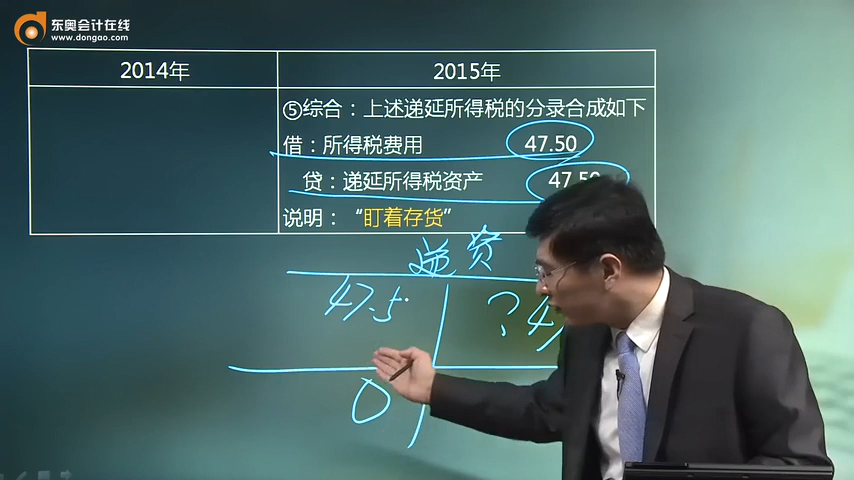 东奥会计在线
www.dongao.com
2014年
2015年
⑤综合：上述递延所得税的分录合成如下
借：所得税费用 47.50
贷：递延所得税资产 47.50
说明：“盯着存货”
递资
47.5
? 4
0